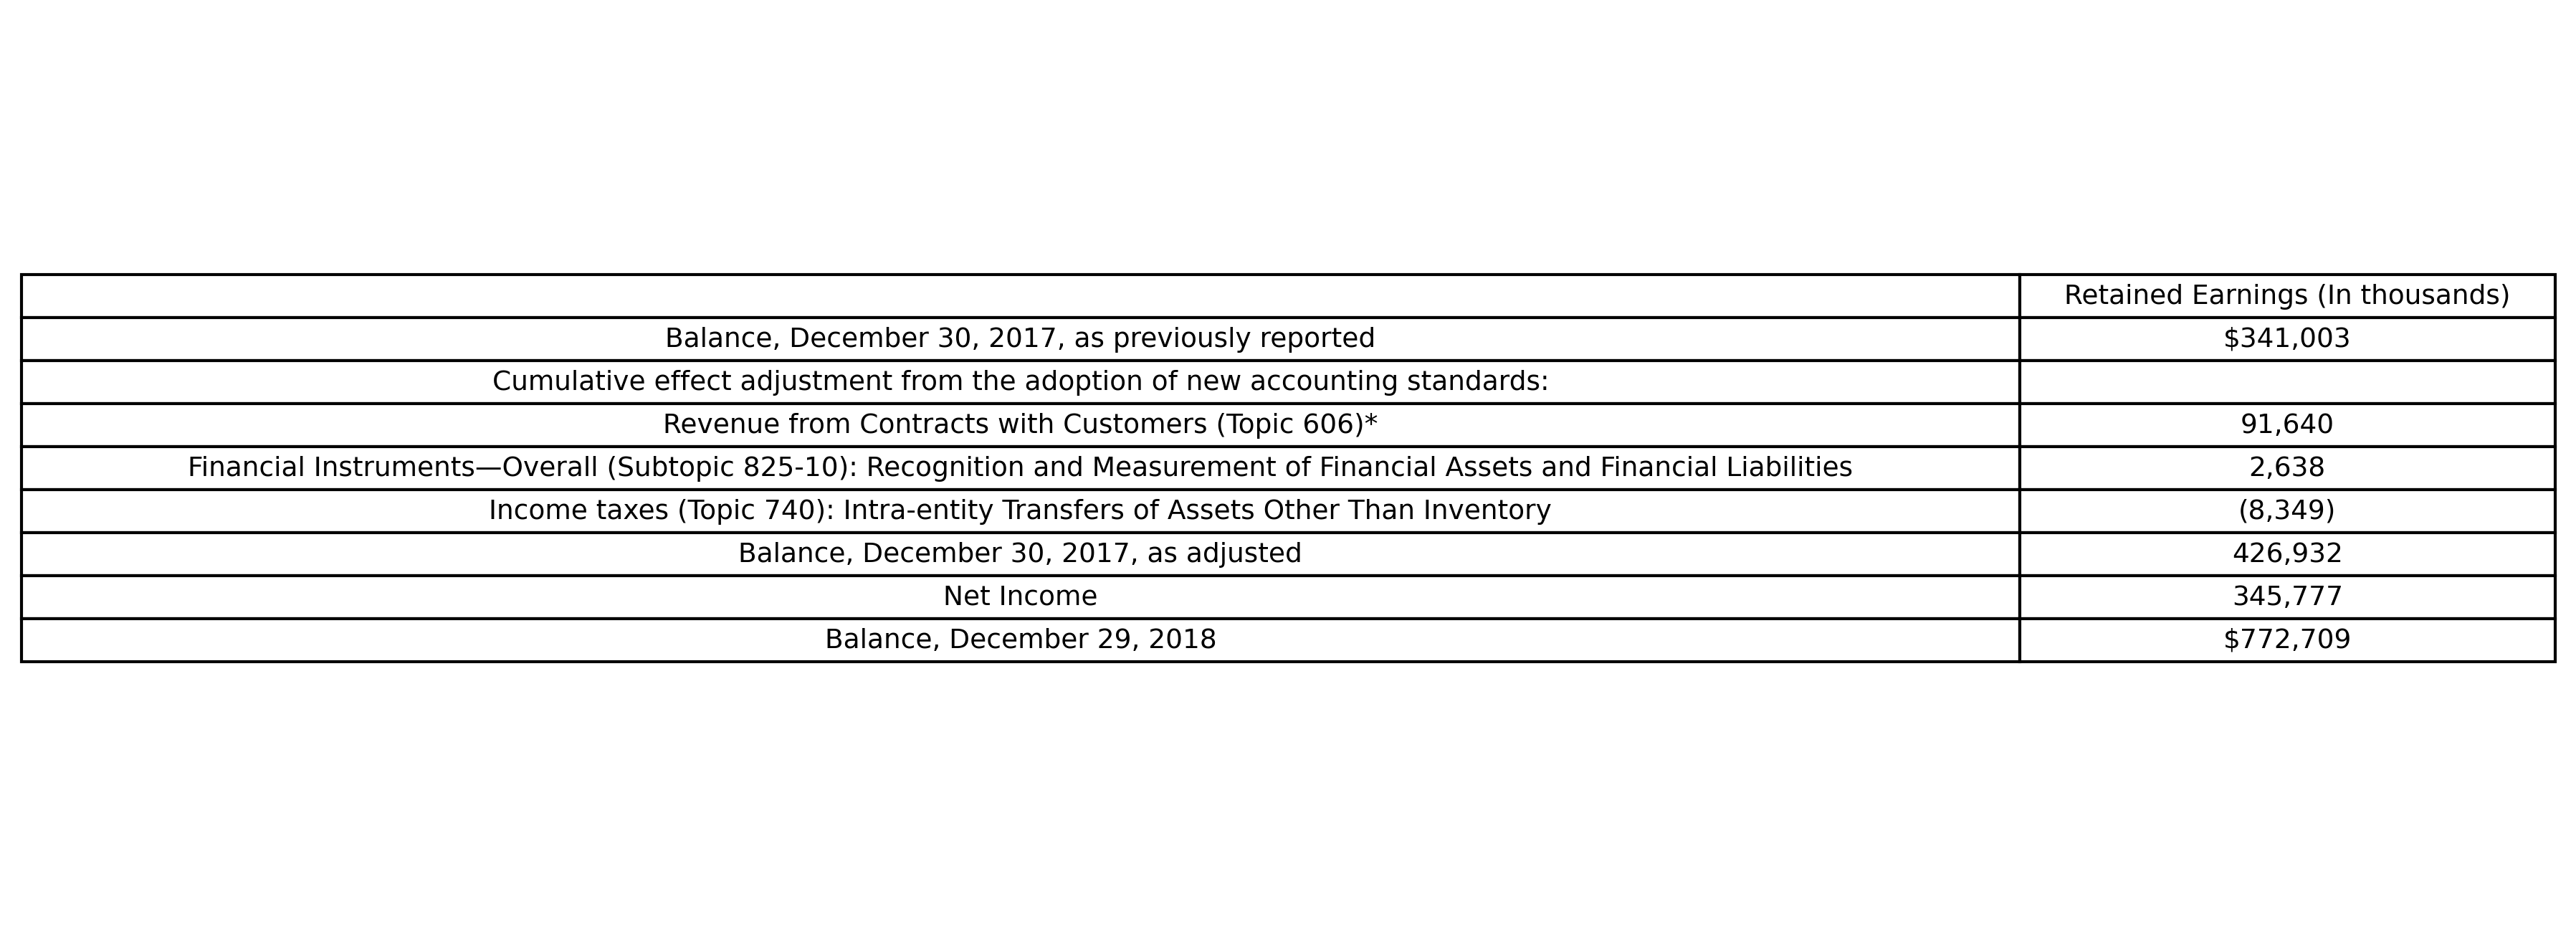 Retained Earnings (In thousands)
Balance, December 30, 2017, as previously reported $341,003
Cumulative effect adjustment from the adoption of new accounting standards:
Revenue from Contracts with Customers (Topic 606)* 91,640
Financial Instruments—Overall (Subtopic 825-10): Recognition and Measurement of Financial Assets and Financial Liabilities 2,638
Income taxes (Topic 740): Intra-entity Transfers of Assets Other Than Inventory (8,349)
Balance, December 30, 2017, as adjusted 426,932
Net Income 345,777
Balance, December 29, 2018 $772,709